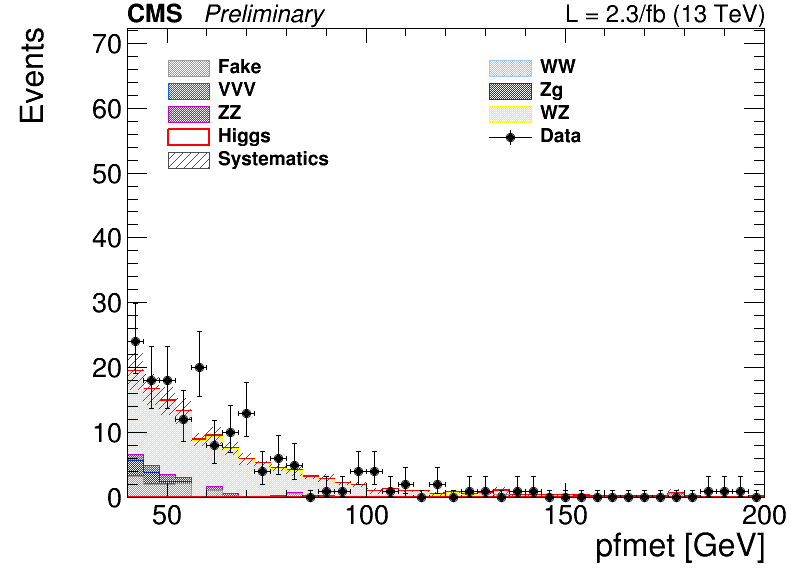 CMS Preliminary L = 2.3/fb (13 TeV)
Events
70
60
50
40
30
20
10
0
Fake
VVV
ZZ
Higgs
Systematics
WW
Zg
WZ
Data
50 100 150 200
pfmet [GeV]